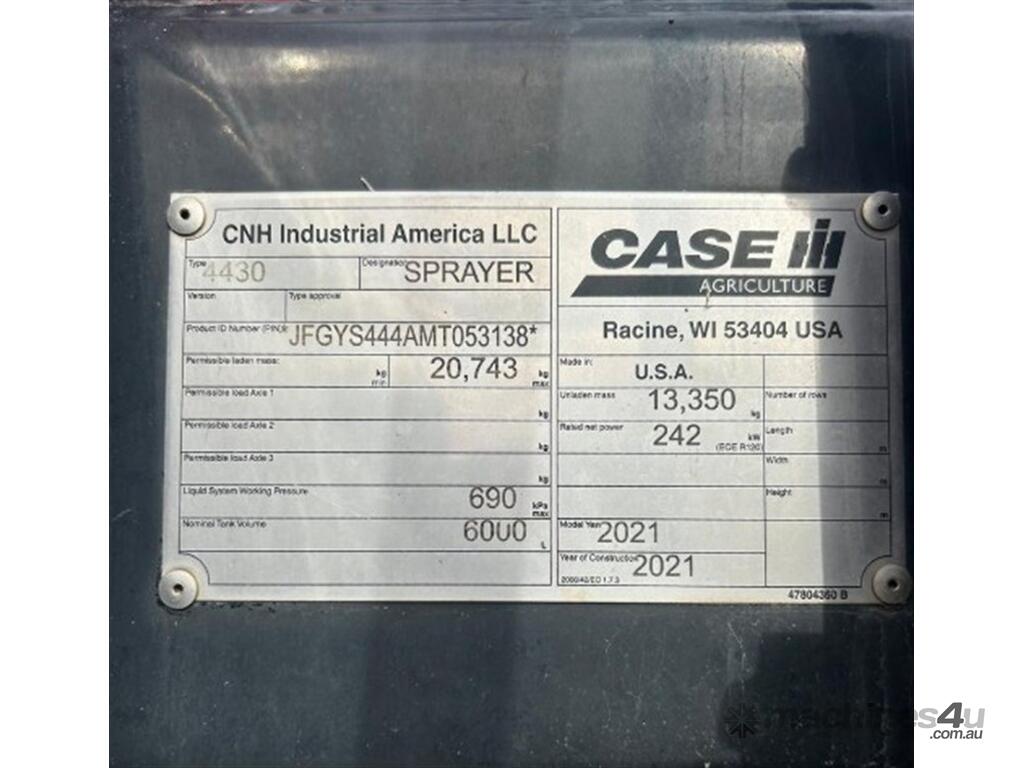 CNH Industrial America LLC
Type 4430
Designation SPRAYER
Version
Type approval
Product ID Number (PIN) JFGYS444AMT053138*
Permissible laden mass:
kg min
20,743 kg max
Permissible load Axle 1
kg
Permissible load Axle 2
kg
Permissible load Axle 3
kg
Liquid System Working Pressure 690 kPa max
Nominal Tank Volume 6000 L
CASE IH
AGRICULTURE
Racine, WI 53404 USA
Made in: U.S.A.
Unladen mass 13,350 kg
Number of rows
Rated net power 242 kW (ECE R120)
Length m
Width m
Height m
Model Year 2021
Year of Construction 2021
47804360 B
machines4u
.com.au